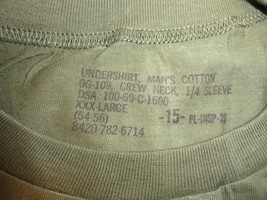 UNDERSHIRT, MAN'S COTTON
OG-109, CREW NECK, 1/4 SLEEVE
DSA 100-69-C-1680
XXX-LARGE
(54-56) -15-
8420-782-6714